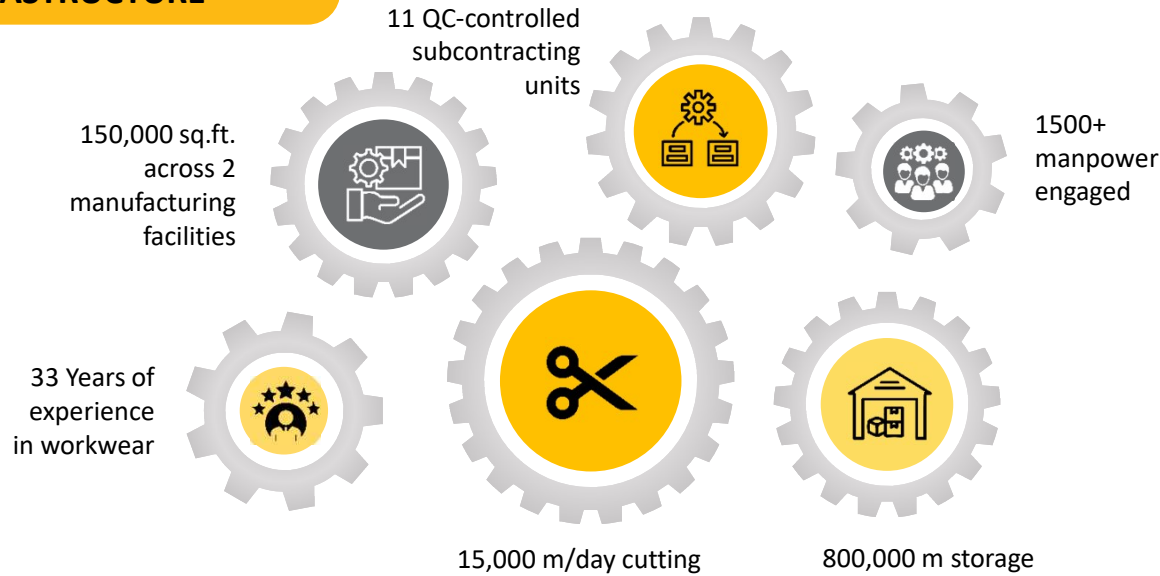 11 QC-controlled
subcontracting
units
150,000 sq.ft.
across 2
manufacturing
facilities
1500+
manpower
engaged
33 Years of
experience
in workwear
15,000 m/day cutting
800,000 m storage